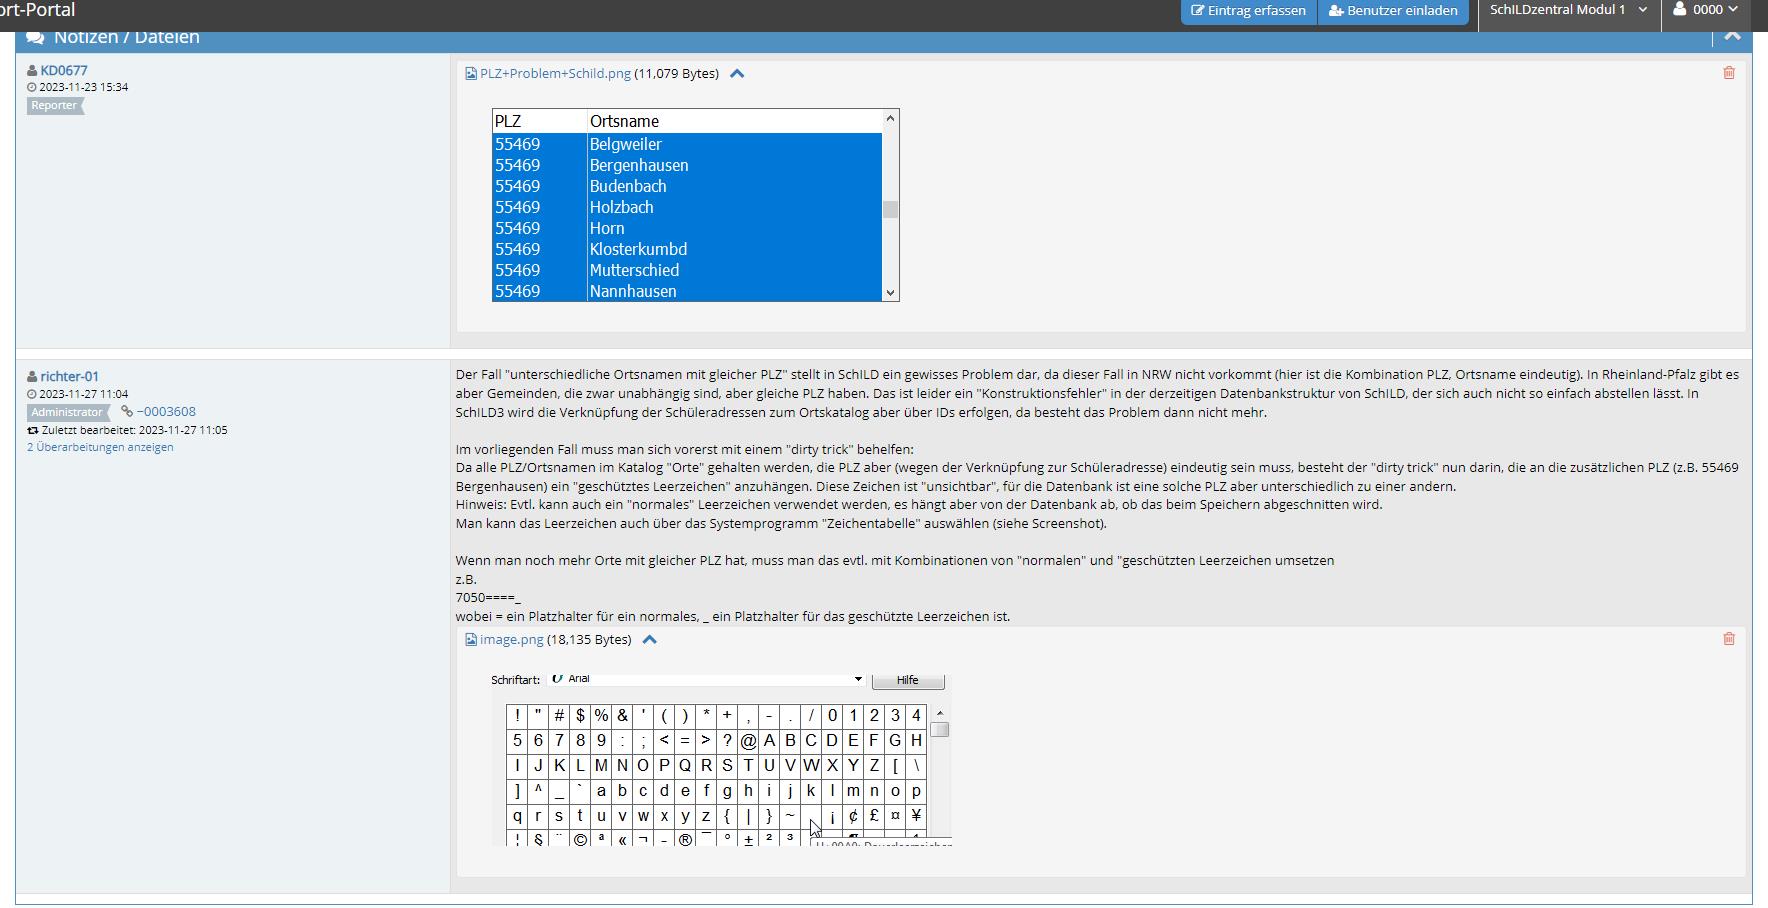 ort-Portal
Eintrag erfassen
Benutzer einladen
SchILDzentral Modul 1
0000
Notizen / Dateien
KD0677
2023-11-23 15:34
Reporter
PLZ+Problem+Schild.png (11,079 Bytes)
PLZ Ortsname
55469 Belgweiler
55469 Bergenhausen
55469 Budenbach
55469 Holzbach
55469 Horn
55469 Klosterkumbd
55469 Mutterschied
55469 Nannhausen
richter-01
2023-11-27 11:04
Administrator ~0003608
Zuletzt bearbeitet: 2023-11-27 11:05
2 Überarbeitungen anzeigen
Der Fall "unterschiedliche Ortsnamen mit gleicher PLZ" stellt in SchILD ein gewisses Problem dar, da dieser Fall in NRW nicht vorkommt (hier ist die Kombination PLZ, Ortsname eindeutig). In Rheinland-Pfalz gibt es
aber Gemeinden, die zwar unabhängig sind, aber gleiche PLZ haben. Das ist leider ein "Konstruktionsfehler" in der derzeitigen Datenbankstruktur von SchILD, der sich auch nicht so einfach abstellen lässt. In
SchILD3 wird die Verknüpfung der Schüleradressen zum Ortskatalog aber über IDs erfolgen, da besteht das Problem dann nicht mehr.
Im vorliegenden Fall muss man sich vorerst mit einem "dirty trick" behelfen:
Da alle PLZ/Ortsnamen im Katalog "Orte" gehalten werden, die PLZ aber (wegen der Verknüpfung zur Schüleradresse) eindeutig sein muss, besteht der "dirty trick" nun darin, die an die zusätzlichen PLZ (z.B. 55469
Bergenhausen) ein "geschütztes Leerzeichen" anzuhängen. Diese Zeichen ist "unsichtbar", für die Datenbank ist eine solche PLZ aber unterschiedlich zu einer andern.
Hinweis: Evtl. kann auch ein "normales" Leerzeichen verwendet werden, es hängt aber von der Datenbank ab, ob das beim Speichern abgeschnitten wird.
Man kann das Leerzeichen auch über das Systemprogramm "Zeichentabelle" auswählen (siehe Screenshot).
Wenn man noch mehr Orte mit gleicher PLZ hat, muss man das evtl. mit Kombinationen von "normalen" und "geschützten Leerzeichen umsetzen
z.B.
7050====_
wobei = ein Platzhalter für ein normales, _ ein Platzhalter für das geschützte Leerzeichen ist.
image.png (18,135 Bytes)
Schriftart: Arial Hilfe
! " # $ % & ' ( ) * + , - . / 0 1 2 3 4
5 6 7 8 9 : ; < = > ? @ A B C D E F G H
I J K L M N O P Q R S T U V W X Y Z [ \
] ^ _ ` a b c d e f g h i j k l m n o p
q r s t u v w x y z { | } ~ ¡ ¢ £ ¤ ¥
¦ § ¨ © ª « ¬ - ® ¯ ° ± ² ³